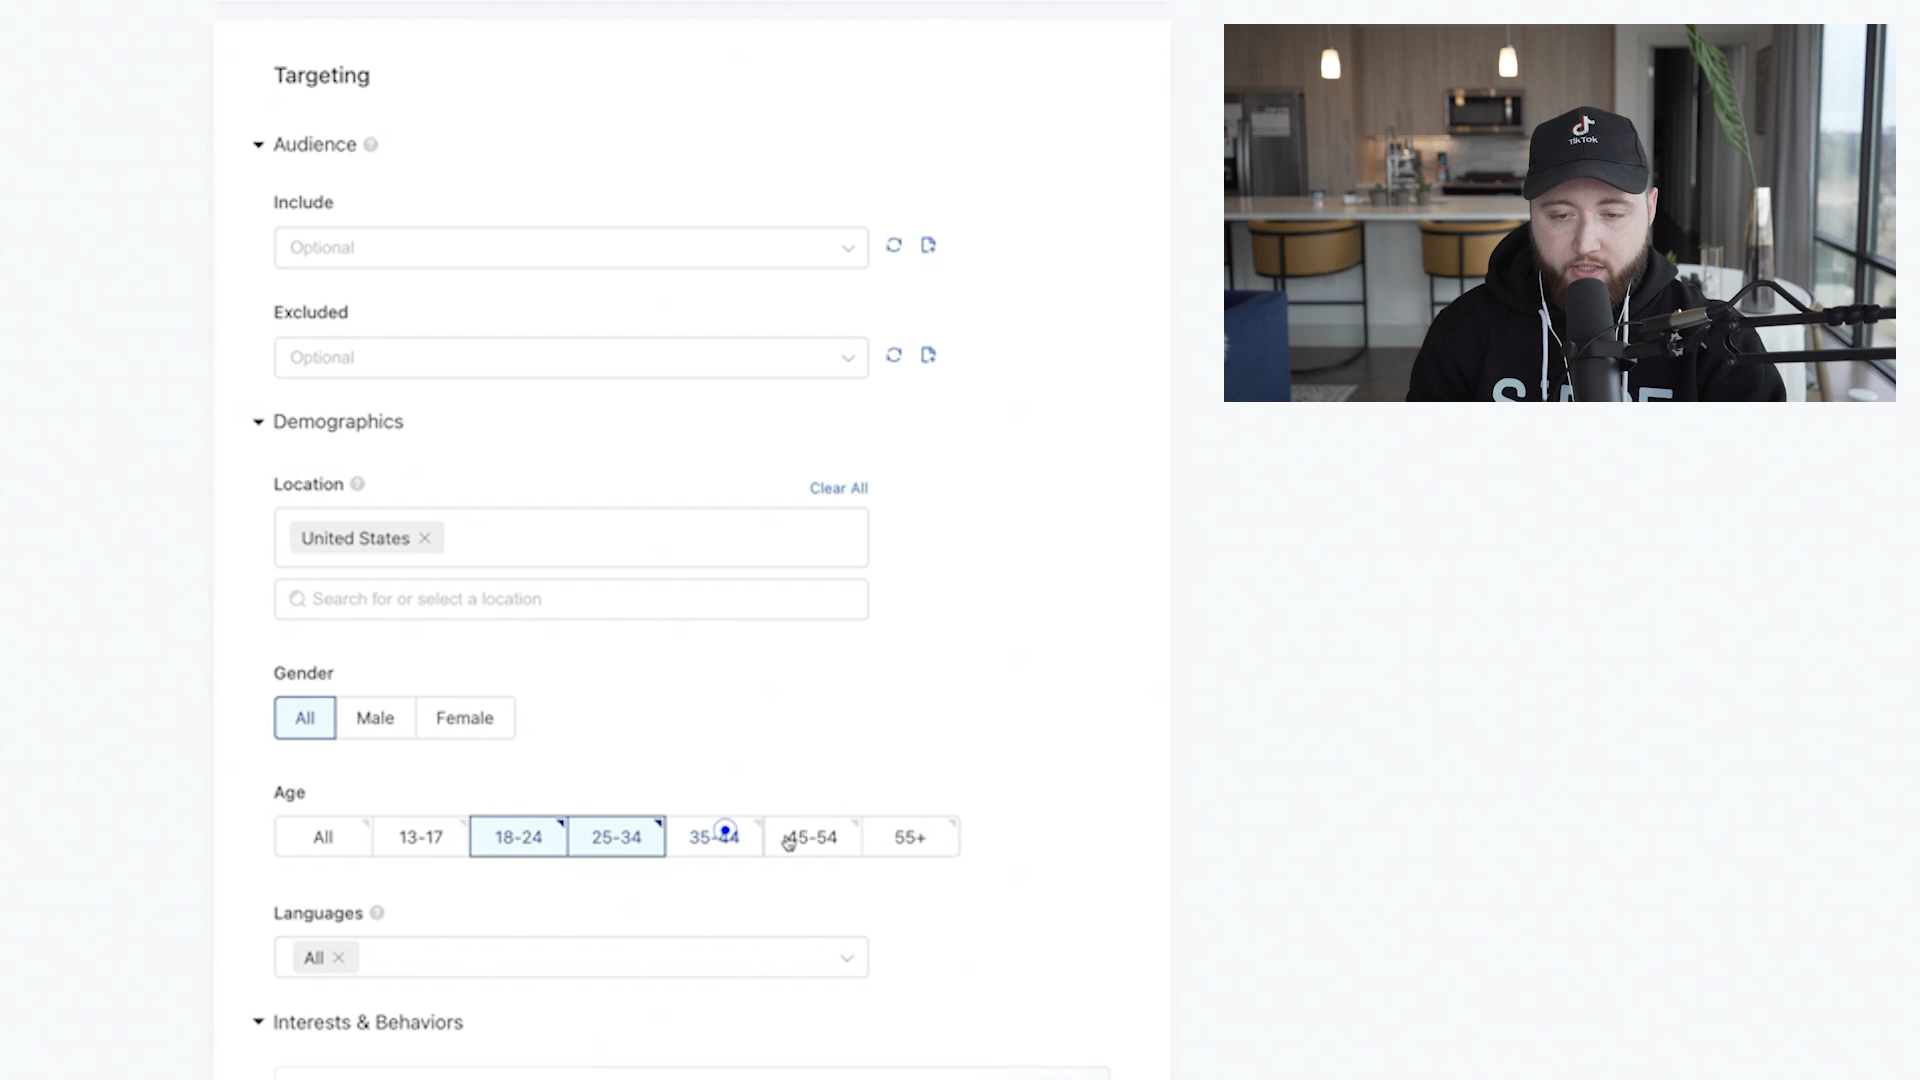 Targeting
Audience
Include
Optional
Excluded
Optional
Demographics
Location
Clear All
United States
Search for or select a location
Gender
All Male Female
Age
All 13-17 18-24 25-34 35-44 45-54 55+
Languages
All
Interests & Behaviors
TikTok